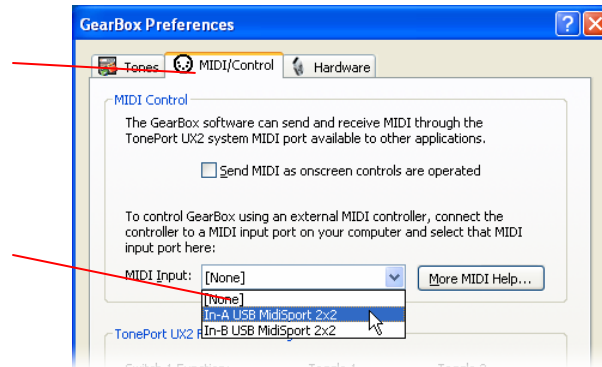 GearBox Preferences
Tones MIDI/Control Hardware
MIDI Control
The GearBox software can send and receive MIDI through the
TonePort UX2 system MIDI port available to other applications.
Send MIDI as onscreen controls are operated
To control GearBox using an external MIDI controller, connect the
controller to a MIDI input port on your computer and select that MIDI
input port here:
MIDI Input: [None] More MIDI Help...
[None]
In-A USB MidiSport 2x2
In-B USB MidiSport 2x2
TonePort UX2